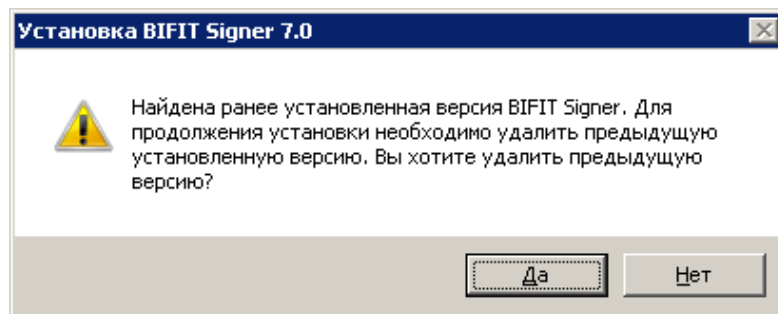 Установка BIFIT Signer 7.0
Найдена ранее установленная версия BIFIT Signer. Для
продолжения установки необходимо удалить предыдущую
установленную версию. Вы хотите удалить предыдущую
версию?
Да
Нет